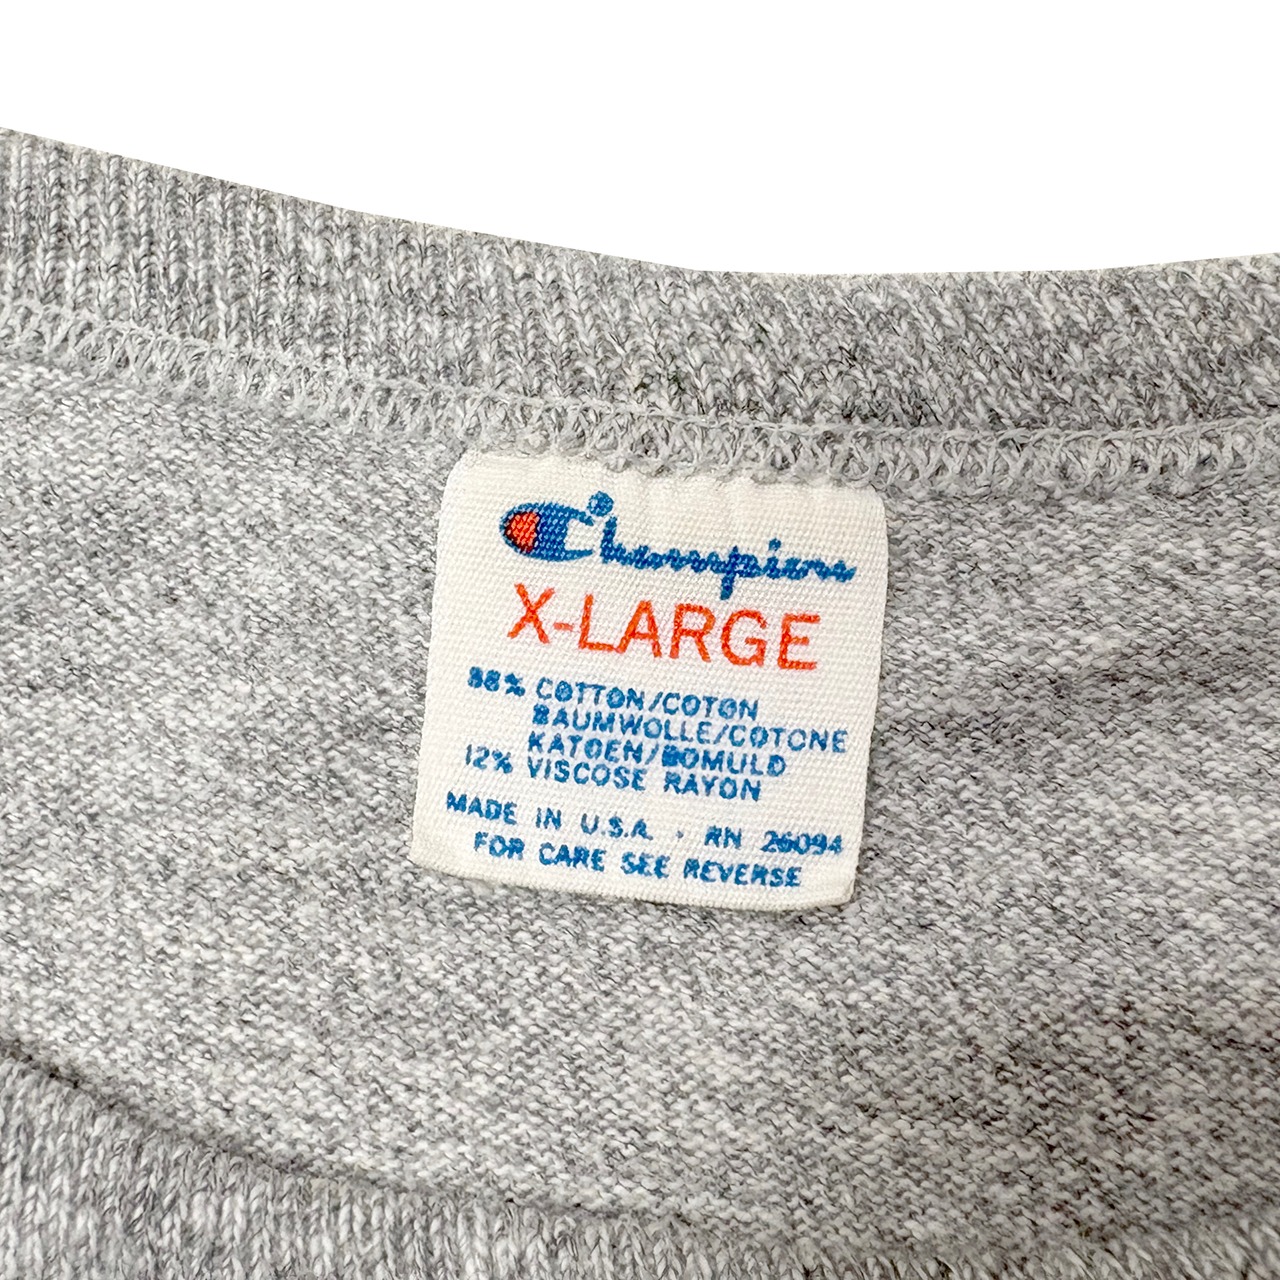 Champion
X-LARGE
88% COTTON/COTON
BAUMWOLLE/COTONE
KATOEN/BOMULD
12% VISCOSE RAYON
MADE IN U.S.A. · RN 26094
FOR CARE SEE REVERSE